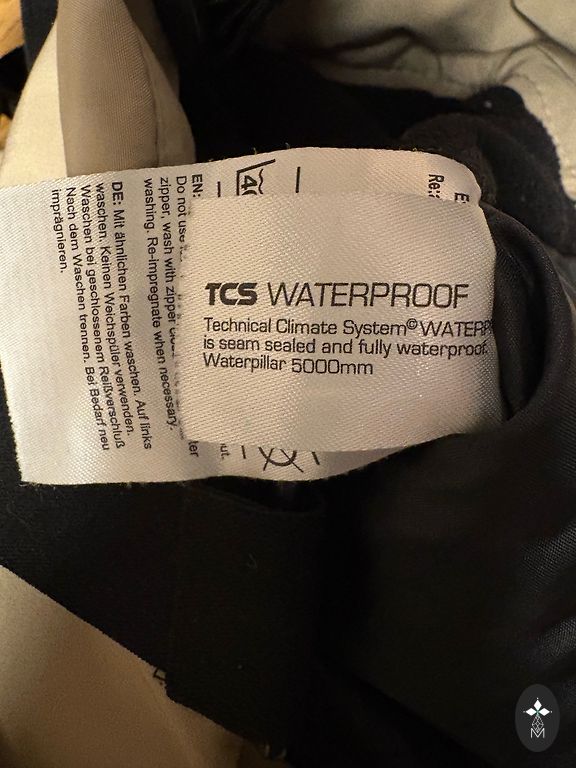 TCS WATERPROOF
Technical Climate System© WATERP
is seam sealed and fully waterproof.
Waterpillar 5000mm
EN:
Do not use
zipper, wash with zipper
washing. Re-impregnate when necessary.
DE: Mit ähnlichen Farben waschen. Auf links
waschen. Keinen Weichspüler verwenden.
Waschen bei geschlossenem Reißverschluß
Nach dem Waschen trennen. Bei Bedarf neu
imprägnieren.
40